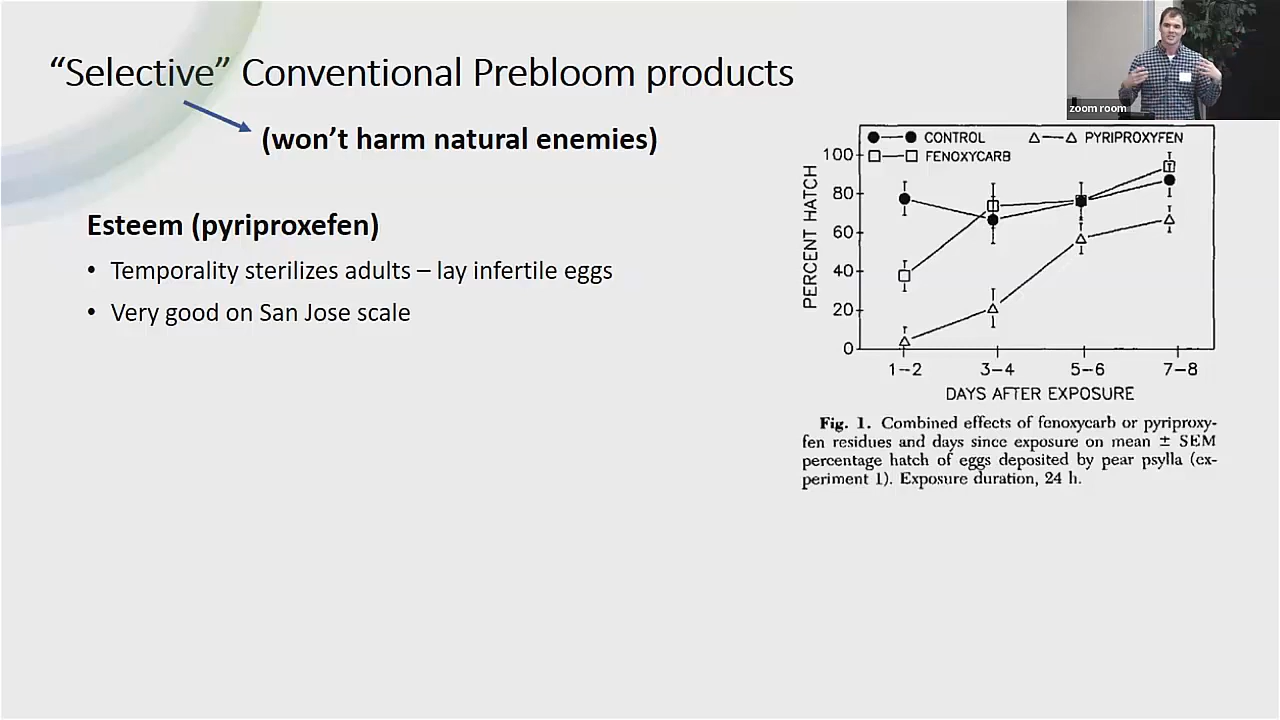 “Selective” Conventional Prebloom products
(won’t harm natural enemies)
Esteem (pyriproxefen)
• Temporality sterilizes adults – lay infertile eggs
• Very good on San Jose scale
zoom room
CONTROL
PYRIPROXYFEN
FENOXYCARB
PERCENT HATCH
100
80
60
40
20
0
1–2
3–4
5–6
7–8
DAYS AFTER EXPOSURE
Fig. 1. Combined effects of fenoxycarb or pyriproxy-
fen residues and days since exposure on mean ± SEM
percentage hatch of eggs deposited by pear psylla (ex-
periment 1). Exposure duration, 24 h.